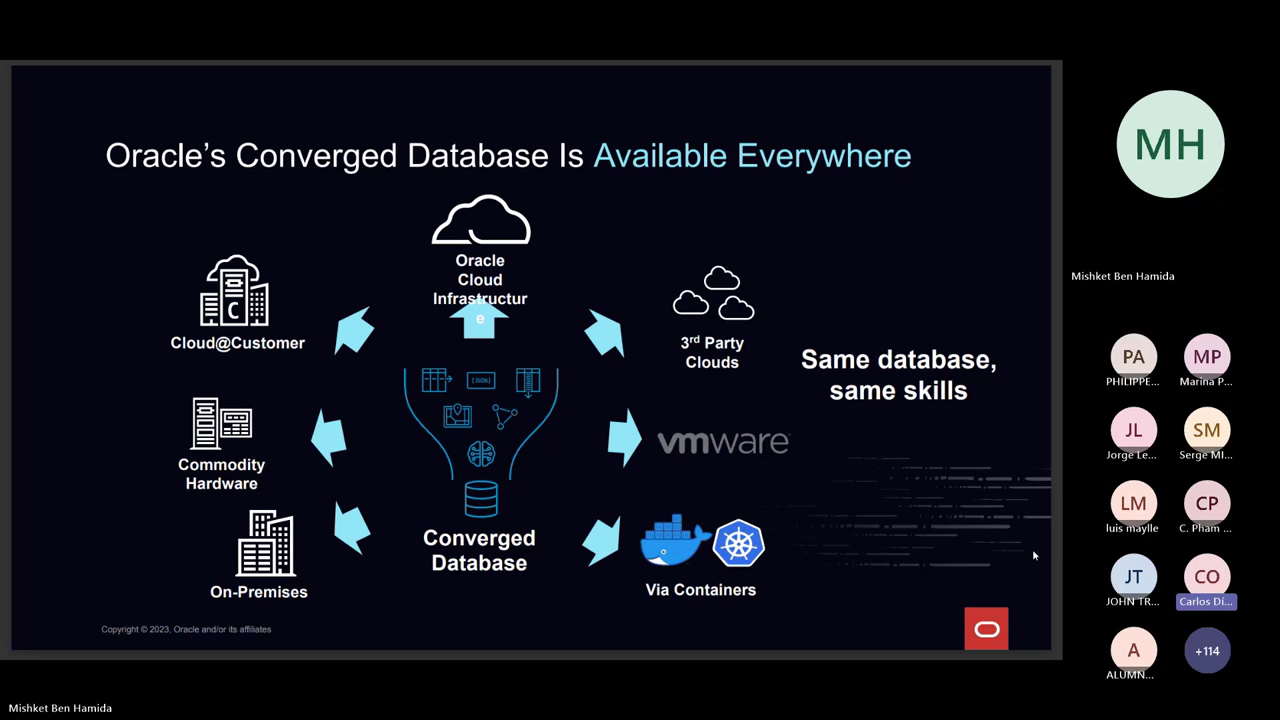 Oracle's Converged Database Is Available Everywhere
Oracle
Cloud
Infrastructur
e
Cloud@Customer
C
3rd Party
Clouds
Same database,
same skills
{JSON}
vmware
Commodity
Hardware
Converged
Database
On-Premises
Via Containers
Copyright © 2023, Oracle and/or its affiliates
MH
Mishket Ben Hamida
PA
PHILIPPE...
MP
Marina P...
JL
Jorge Le...
SM
Serge MI...
LM
luis maylle
CP
C. Pham ...
JT
JOHN TR...
CO
Carlos Dí...
A
ALUMN...
+114
Mishket Ben Hamida